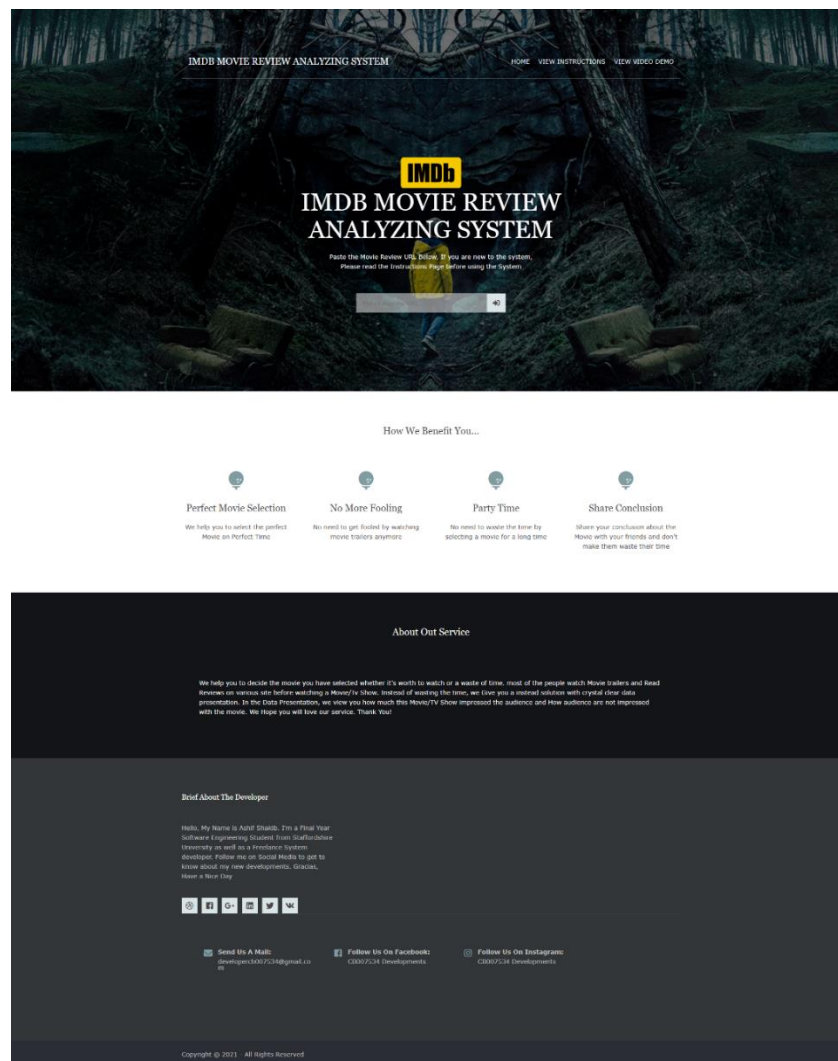 IMDB MOVIE REVIEW ANALYZING SYSTEM
HOME VIEW INSTRUCTIONS VIEW VIDEO DEMO
IMDb
IMDB MOVIE REVIEW
ANALYZING SYSTEM
Paste the Movie Review URL Below, If you are new to the system,
Please read the Instructions Page before using the System
How We Benefit You...
Perfect Movie Selection
We help you to select the perfect
Movie on Perfect Time
No More Fooling
No need to get fooled by watching
movie trailers anymore
Party Time
No need to waste the time by
selecting a movie for a long time
Share Conclusion
Share your conclusion about the
Movie with your friends and don't
make them waste their time
About Out Service
We help you to decide the movie you have selected whether it's worth to watch or a waste of time. most of the people watch Movie trailers and Read
Reviews on various site before watching a Movie/Tv Show. Instead of wasting the time, we Give you a instead solution with crystal clear data
presentation. In the Data Presentation, we view you how much this Movie/TV Show impressed the audience and How audience are not impressed
with the movie. We Hope you will love our service. Thank You!
Brief About The Developer
Hello, My Name is Ashif Shakib. I'm a Final Year
Software Engineering Student from Staffordshire
University as well as a Freelance System
developer. Follow me on Social Media to get to
know about my new developments. Gracias,
Have a Nice Day
Send Us A Mail:
developercb007534@gmail.co
m
Follow Us On Facebook:
CB007534 Developments
Follow Us On Instagram:
CB007534 Developments
Copyright © 2021 - All Rights Reserved